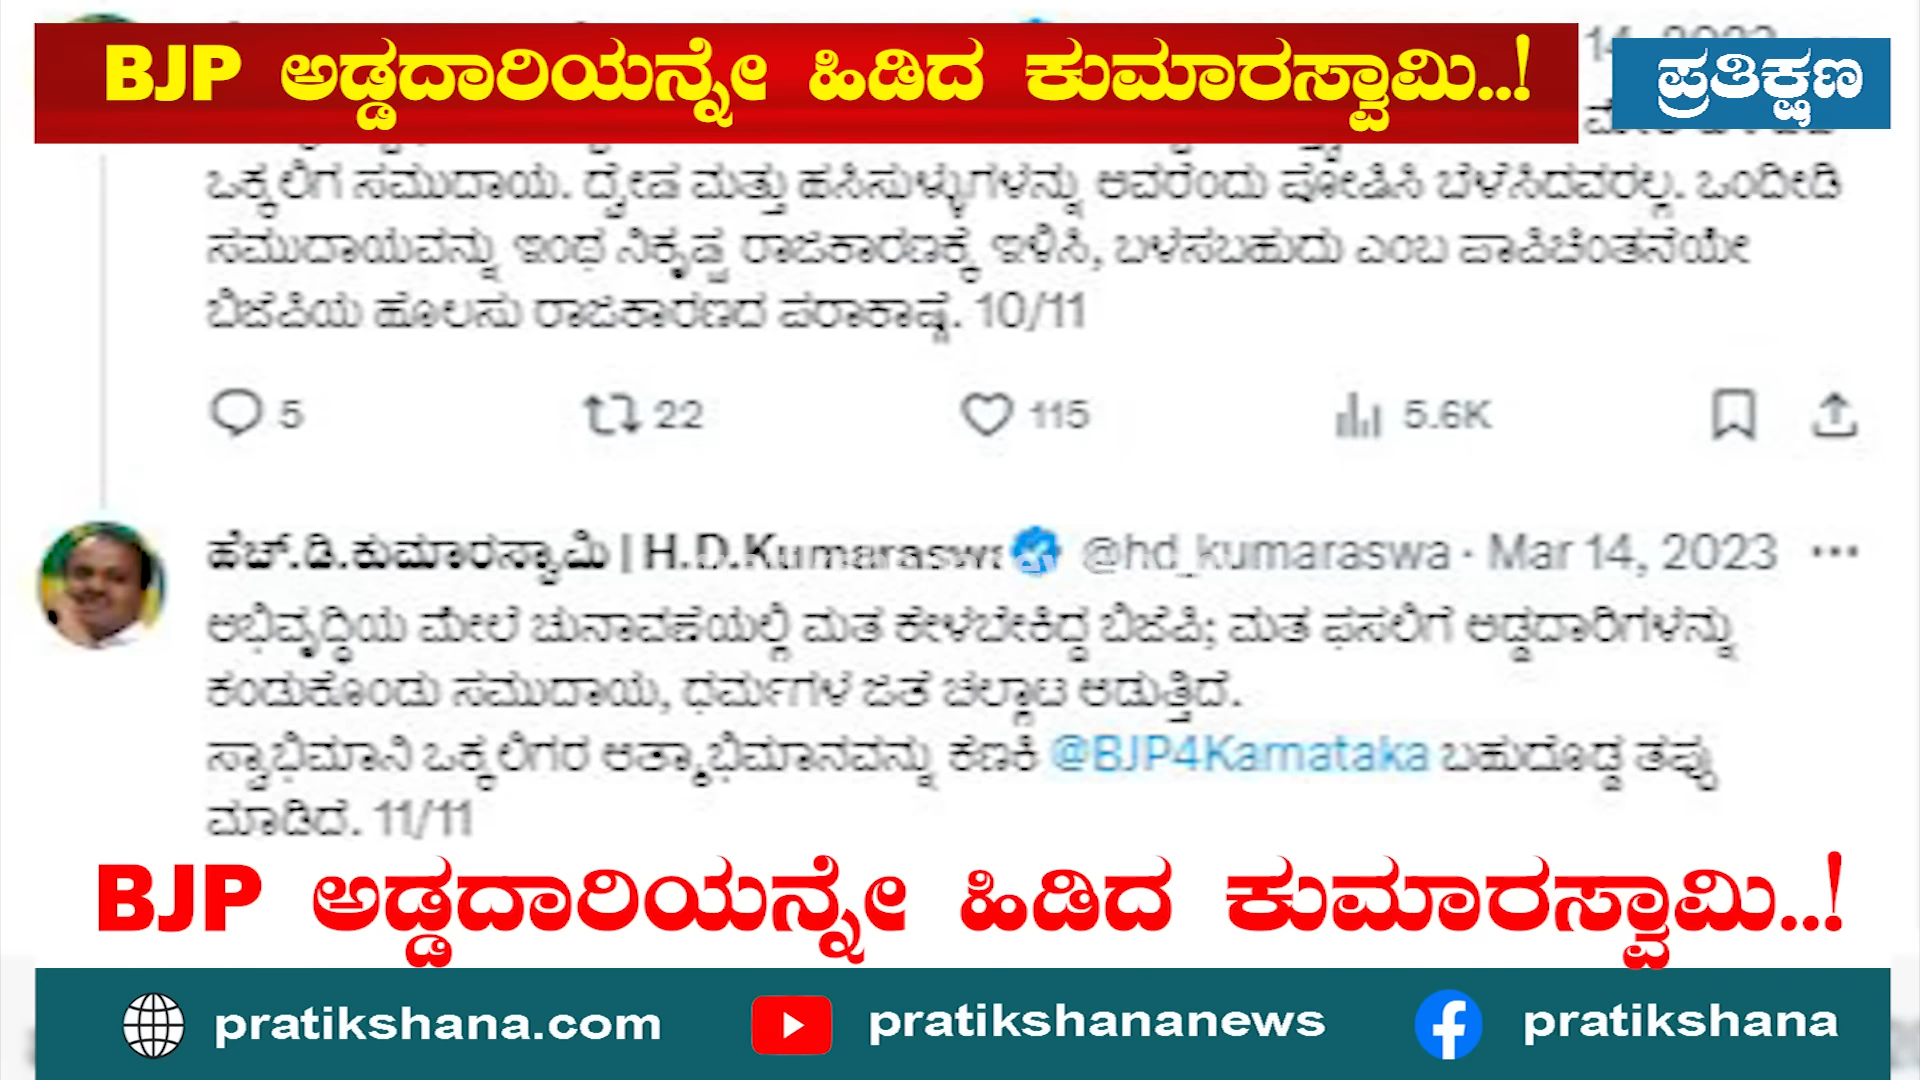 BJP ಅಡ್ಡದಾರಿಯನ್ನೇ ಹಿಡಿದ ಕುಮಾರಸ್ವಾಮಿ..!
ಪ್ರತಿಕ್ಷಣ
ಒಕ್ಕಲಿಗ ಸಮುದಾಯ. ದ್ವೇಷ ಮತ್ತು ಹಸಿಸುಳ್ಳುಗಳನ್ನು ಅವರೆಂದು ಪೋಷಿಸಿ ಬೆಳೆಸಿದವರಲ್ಲ. ಒಂದೀಡಿ
ಸಮುದಾಯವನ್ನು ಇಂಥ ನಿಕೃಷ್ಟ ರಾಜಕಾರಣಕ್ಕೆ ಇಳಿಸಿ, ಬಳಸಬಹುದು ಎಂಬ ಪಾಪಿಚಿಂತನೆಯೇ
ಬಿಜೆಪಿಯ ಹೊಲಸು ರಾಜಕಾರಣದ ಪರಾಕಾಷ್ಠೆ. 10/11
5 22 115 5.6K
ಹೆಚ್.ಡಿ.ಕುಮಾರಸ್ವಾಮಿ | H.D.Kumaraswa @hd_kumaraswa · Mar 14, 2023 ...
ಅಭಿವೃದ್ಧಿಯ ಮೇಲೆ ಚುನಾವಣೆಯಲ್ಲಿ ಮತ ಕೇಳಬೇಕಿದ್ದ ಬಿಜೆಪಿ; ಮತ ಫಸಲಿಗೆ ಅಡ್ಡದಾರಿಗಳನ್ನು
ಕಂಡುಕೊಂಡು ಸಮುದಾಯ, ಧರ್ಮಗಳ ಜತೆ ಚೆಲ್ಲಾಟ ಆಡುತ್ತಿದೆ.
ಸ್ವಾಭಿಮಾನಿ ಒಕ್ಕಲಿಗರ ಆತ್ಮಾಭಿಮಾನವನ್ನು ಕೆಣಕಿ @BJP4Karnataka ಬಹುದೊಡ್ಡ ತಪ್ಪು
ಮಾಡಿದೆ. 11/11
BJP ಅಡ್ಡದಾರಿಯನ್ನೇ ಹಿಡಿದ ಕುಮಾರಸ್ವಾಮಿ..!
pratikshana.com pratikshananews pratikshana